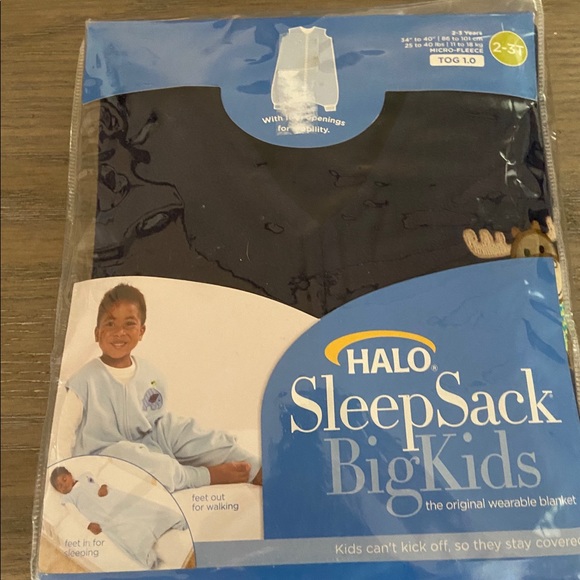 2-3 Years
34" to 40" | 86 to 101 cm
25 to 40 lbs | 11 to 18 kg
MICRO-FLEECE
TOG 1.0
2-3T
With openings
for
HALO®
SleepSack
BigKids
the original wearable blanket
feet out
for walking
feet in for
sleeping
Kids can't kick off, so they stay covered